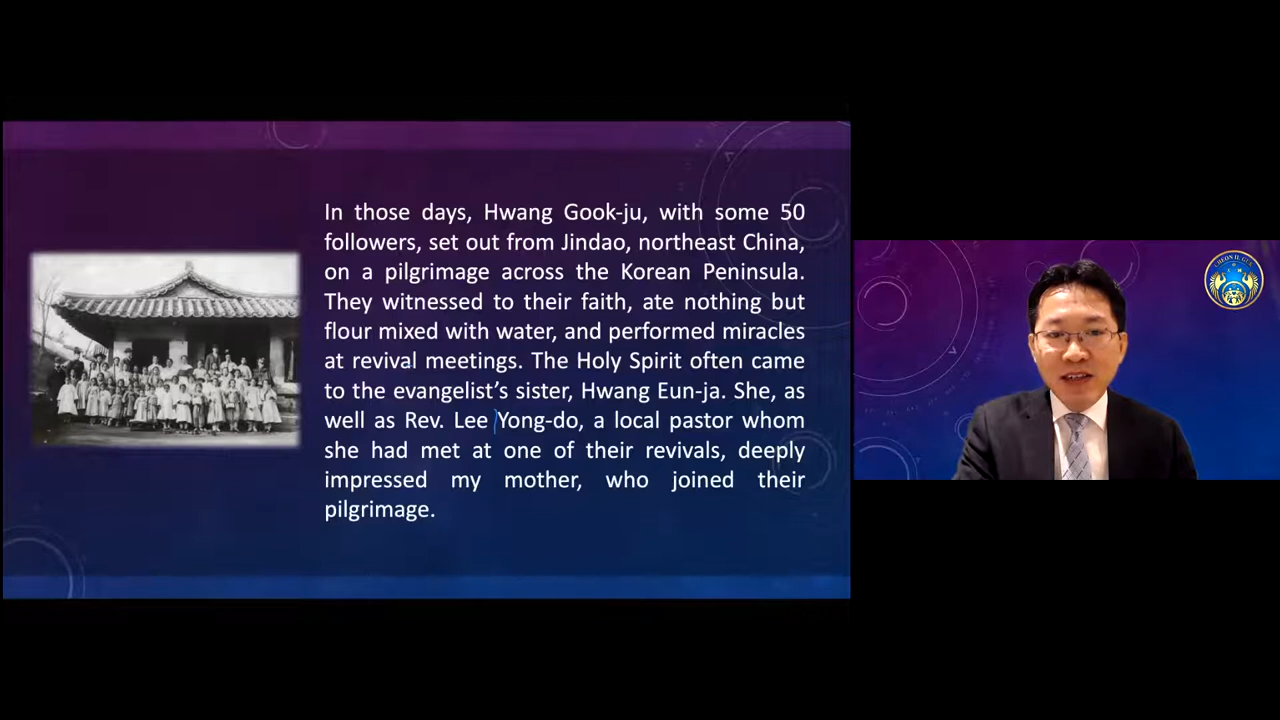 In those days, Hwang Gook-ju, with some 50
followers, set out from Jindao, northeast China,
on a pilgrimage across the Korean Peninsula.
They witnessed to their faith, ate nothing but
flour mixed with water, and performed miracles
at revival meetings. The Holy Spirit often came
to the evangelist’s sister, Hwang Eun-ja. She, as
well as Rev. Lee Yong-do, a local pastor whom
she had met at one of their revivals, deeply
impressed my mother, who joined their
pilgrimage.
CHEON IL GUK